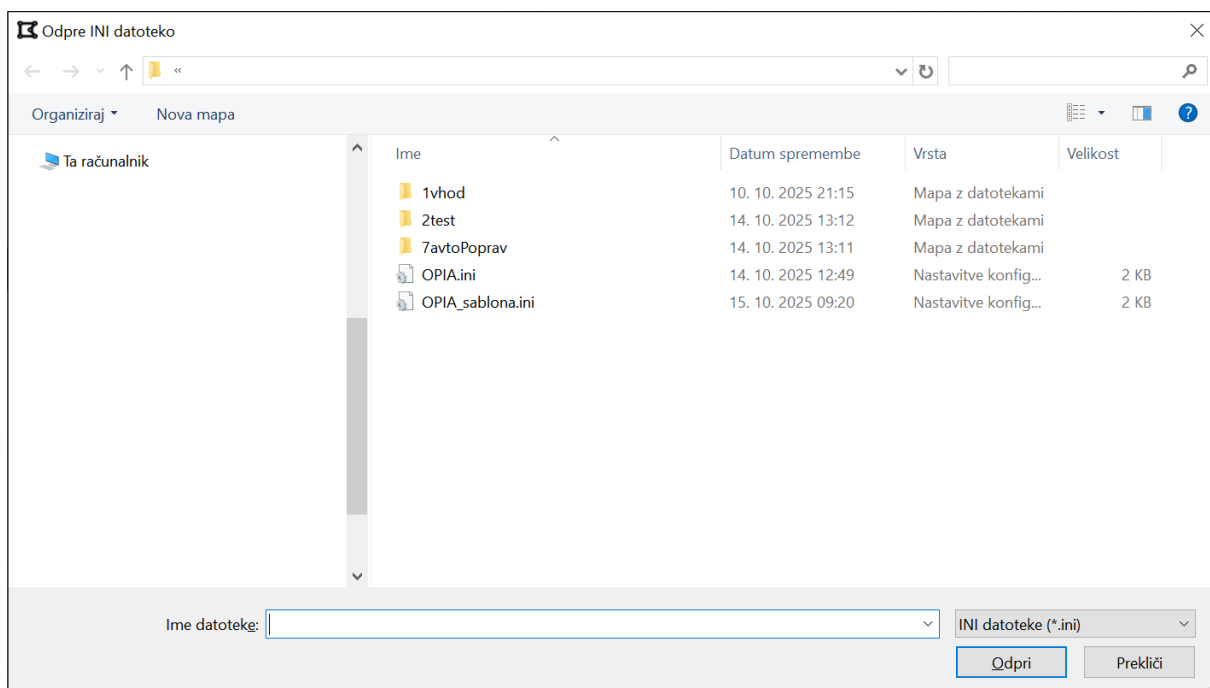 Odpre INI datoteko
«
Organiziraj Nova mapa
Ta računalnik
Ime Datum spremembe Vrsta Velikost
1vhod 10. 10. 2025 21:15 Mapa z datotekami
2test 14. 10. 2025 13:12 Mapa z datotekami
7avtoPoprav 14. 10. 2025 13:11 Mapa z datotekami
OPIA.ini 14. 10. 2025 12:49 Nastavitve konfig... 2 KB
OPIA_sablona.ini 15. 10. 2025 09:20 Nastavitve konfig... 2 KB
Ime datoteke: INI datoteke (*.ini)
Odpri Prekliči